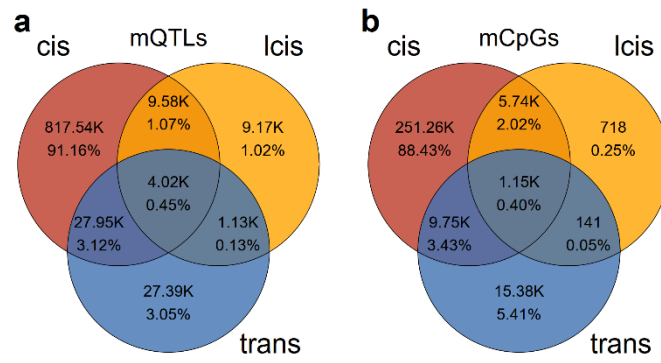 a
mQTLs
cis
lcis
817.54K
91.16%
9.58K
1.07%
9.17K
1.02%
4.02K
0.45%
27.95K
3.12%
1.13K
0.13%
27.39K
3.05%
trans
b
mCpGs
cis
lcis
251.26K
88.43%
5.74K
2.02%
718
0.25%
1.15K
0.40%
9.75K
3.43%
141
0.05%
15.38K
5.41%
trans